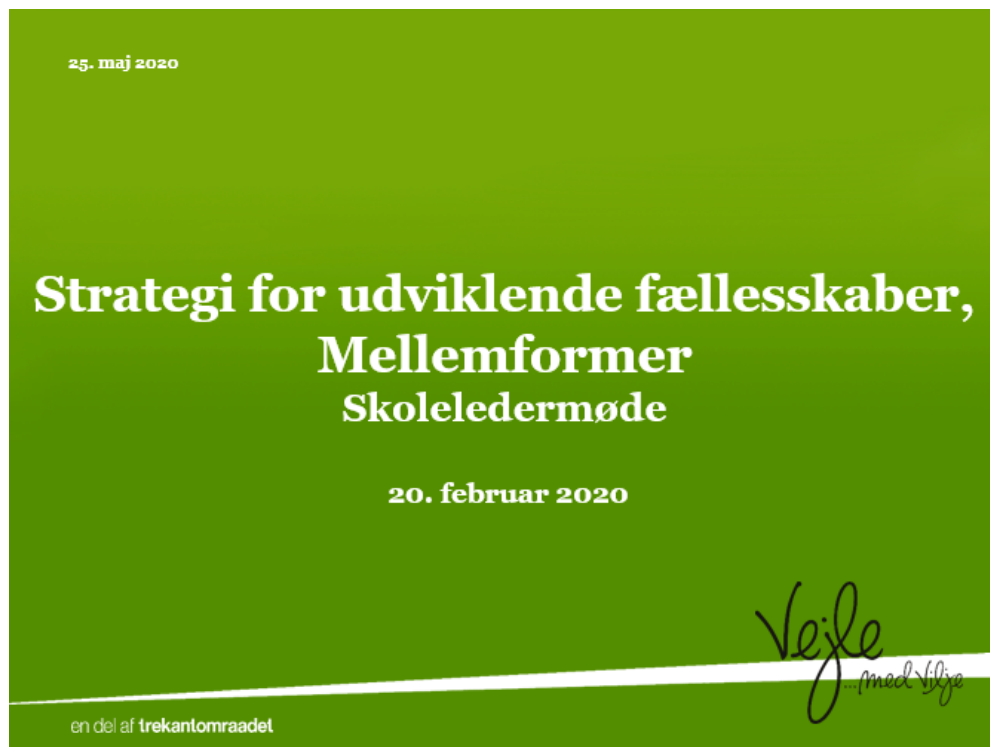 25. maj 2020
Strategi for udviklende fællesskaber,
Mellemformer
Skoleledermøde
20. februar 2020
Vejle
...med Vilje
en del af trekantomraadet